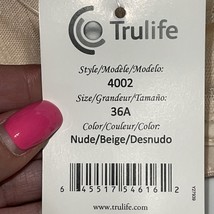 Trulife
Style/Modèle/Modelo:
4002
Size/Grandeur/Tamaño:
36A
Color/Couleur/Color:
Nude/Beige/Desnudo
6 45517 54616 2
www.trulife.com